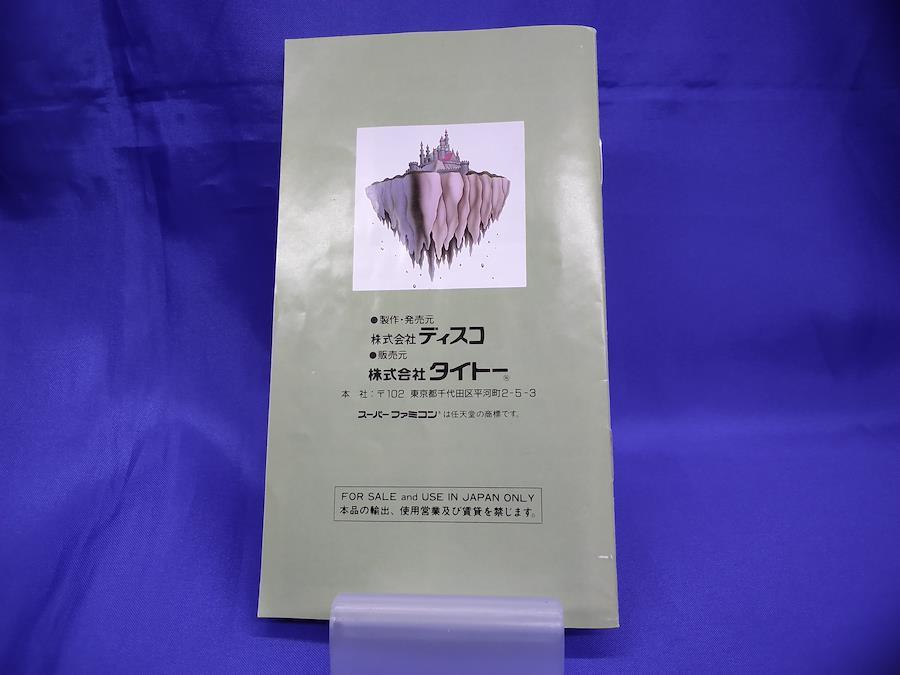 ●製作・発売元
株式会社ディスコ
●販売元
株式会社タイトー®
本 社：〒102 東京都千代田区平河町2-5-3
スーパーファミコン®は任天堂の商標です。
FOR SALE and USE IN JAPAN ONLY
本品の輸出、使用営業及び賃貸を禁じます。